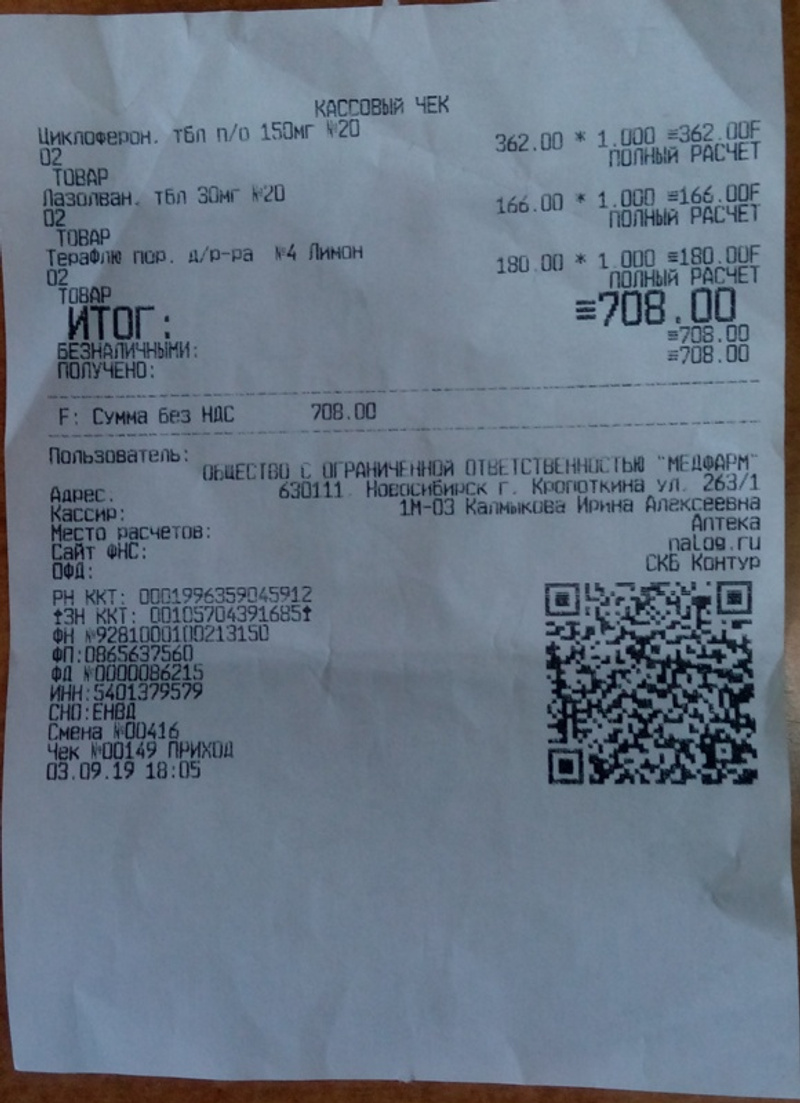 КАССОВЫЙ ЧЕК
Циклоферон. тбл п/о 150мг №20
362.00 * 1.000 ≡362.00F
02 ПОЛНЫЙ РАСЧЕТ
ТОВАР
Лазолван. тбл 30мг №20
166.00 * 1.000 ≡166.00F
02 ПОЛНЫЙ РАСЧЕТ
ТОВАР
ТераФлю пор. д/р-ра №4 Лимон
180.00 * 1.000 ≡180.00F
02 ПОЛНЫЙ РАСЧЕТ
ТОВАР
ИТОГ: ≡708.00
БЕЗНАЛИЧНЫМИ: ≡708.00
ПОЛУЧЕНО: ≡708.00
F: Сумма без НДС 708.00
Пользователь:
ОБЩЕСТВО С ОГРАНИЧЕННОЙ ОТВЕТСТВЕННОСТЬЮ "МЕДФАРМ"
Адрес. 630111. Новосибирск г. Кропоткина ул. 263/1
Кассир: 1М-03 Калмыкова Ирина Алексеевна
Место расчетов: Аптека
Сайт ФНС: nalog.ru
ОФД: СКБ Контур
РН ККТ: 0001996359045912
↑ЗН ККТ: 00105704391685↑
ФН №9281000100213150
ФП:0865637560
ФД №0000086215
ИНН:5401379579
СНО:ЕНВД
Смена №00416
Чек №00149 ПРИХОД
03.09.19 18:05